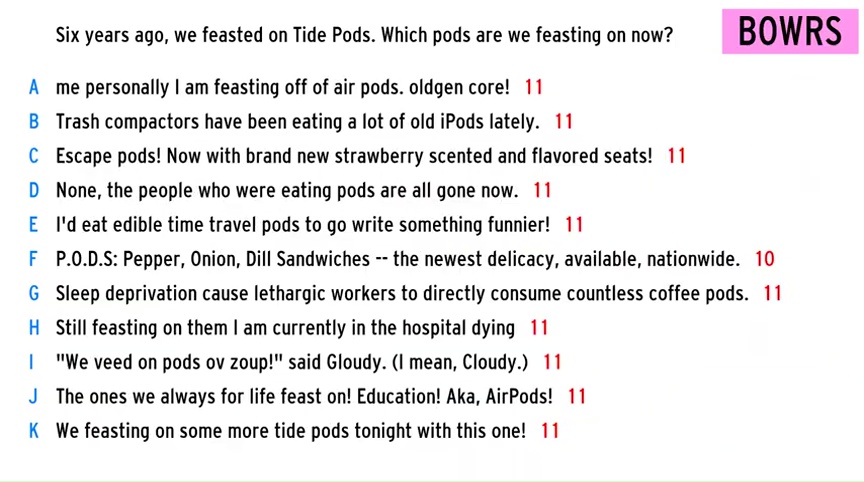 Six years ago, we feasted on Tide Pods. Which pods are we feasting on now?
BOWRS
A me personally I am feasting off of air pods. oldgen core! 11
B Trash compactors have been eating a lot of old iPods lately. 11
C Escape pods! Now with brand new strawberry scented and flavored seats! 11
D None, the people who were eating pods are all gone now. 11
E I'd eat edible time travel pods to go write something funnier! 11
F P.O.D.S: Pepper, Onion, Dill Sandwiches -- the newest delicacy, available, nationwide. 10
G Sleep deprivation cause lethargic workers to directly consume countless coffee pods. 11
H Still feasting on them I am currently in the hospital dying 11
I "We veed on pods ov zoup!" said Gloudy. (I mean, Cloudy.) 11
J The ones we always for life feast on! Education! Aka, AirPods! 11
K We feasting on some more tide pods tonight with this one! 11